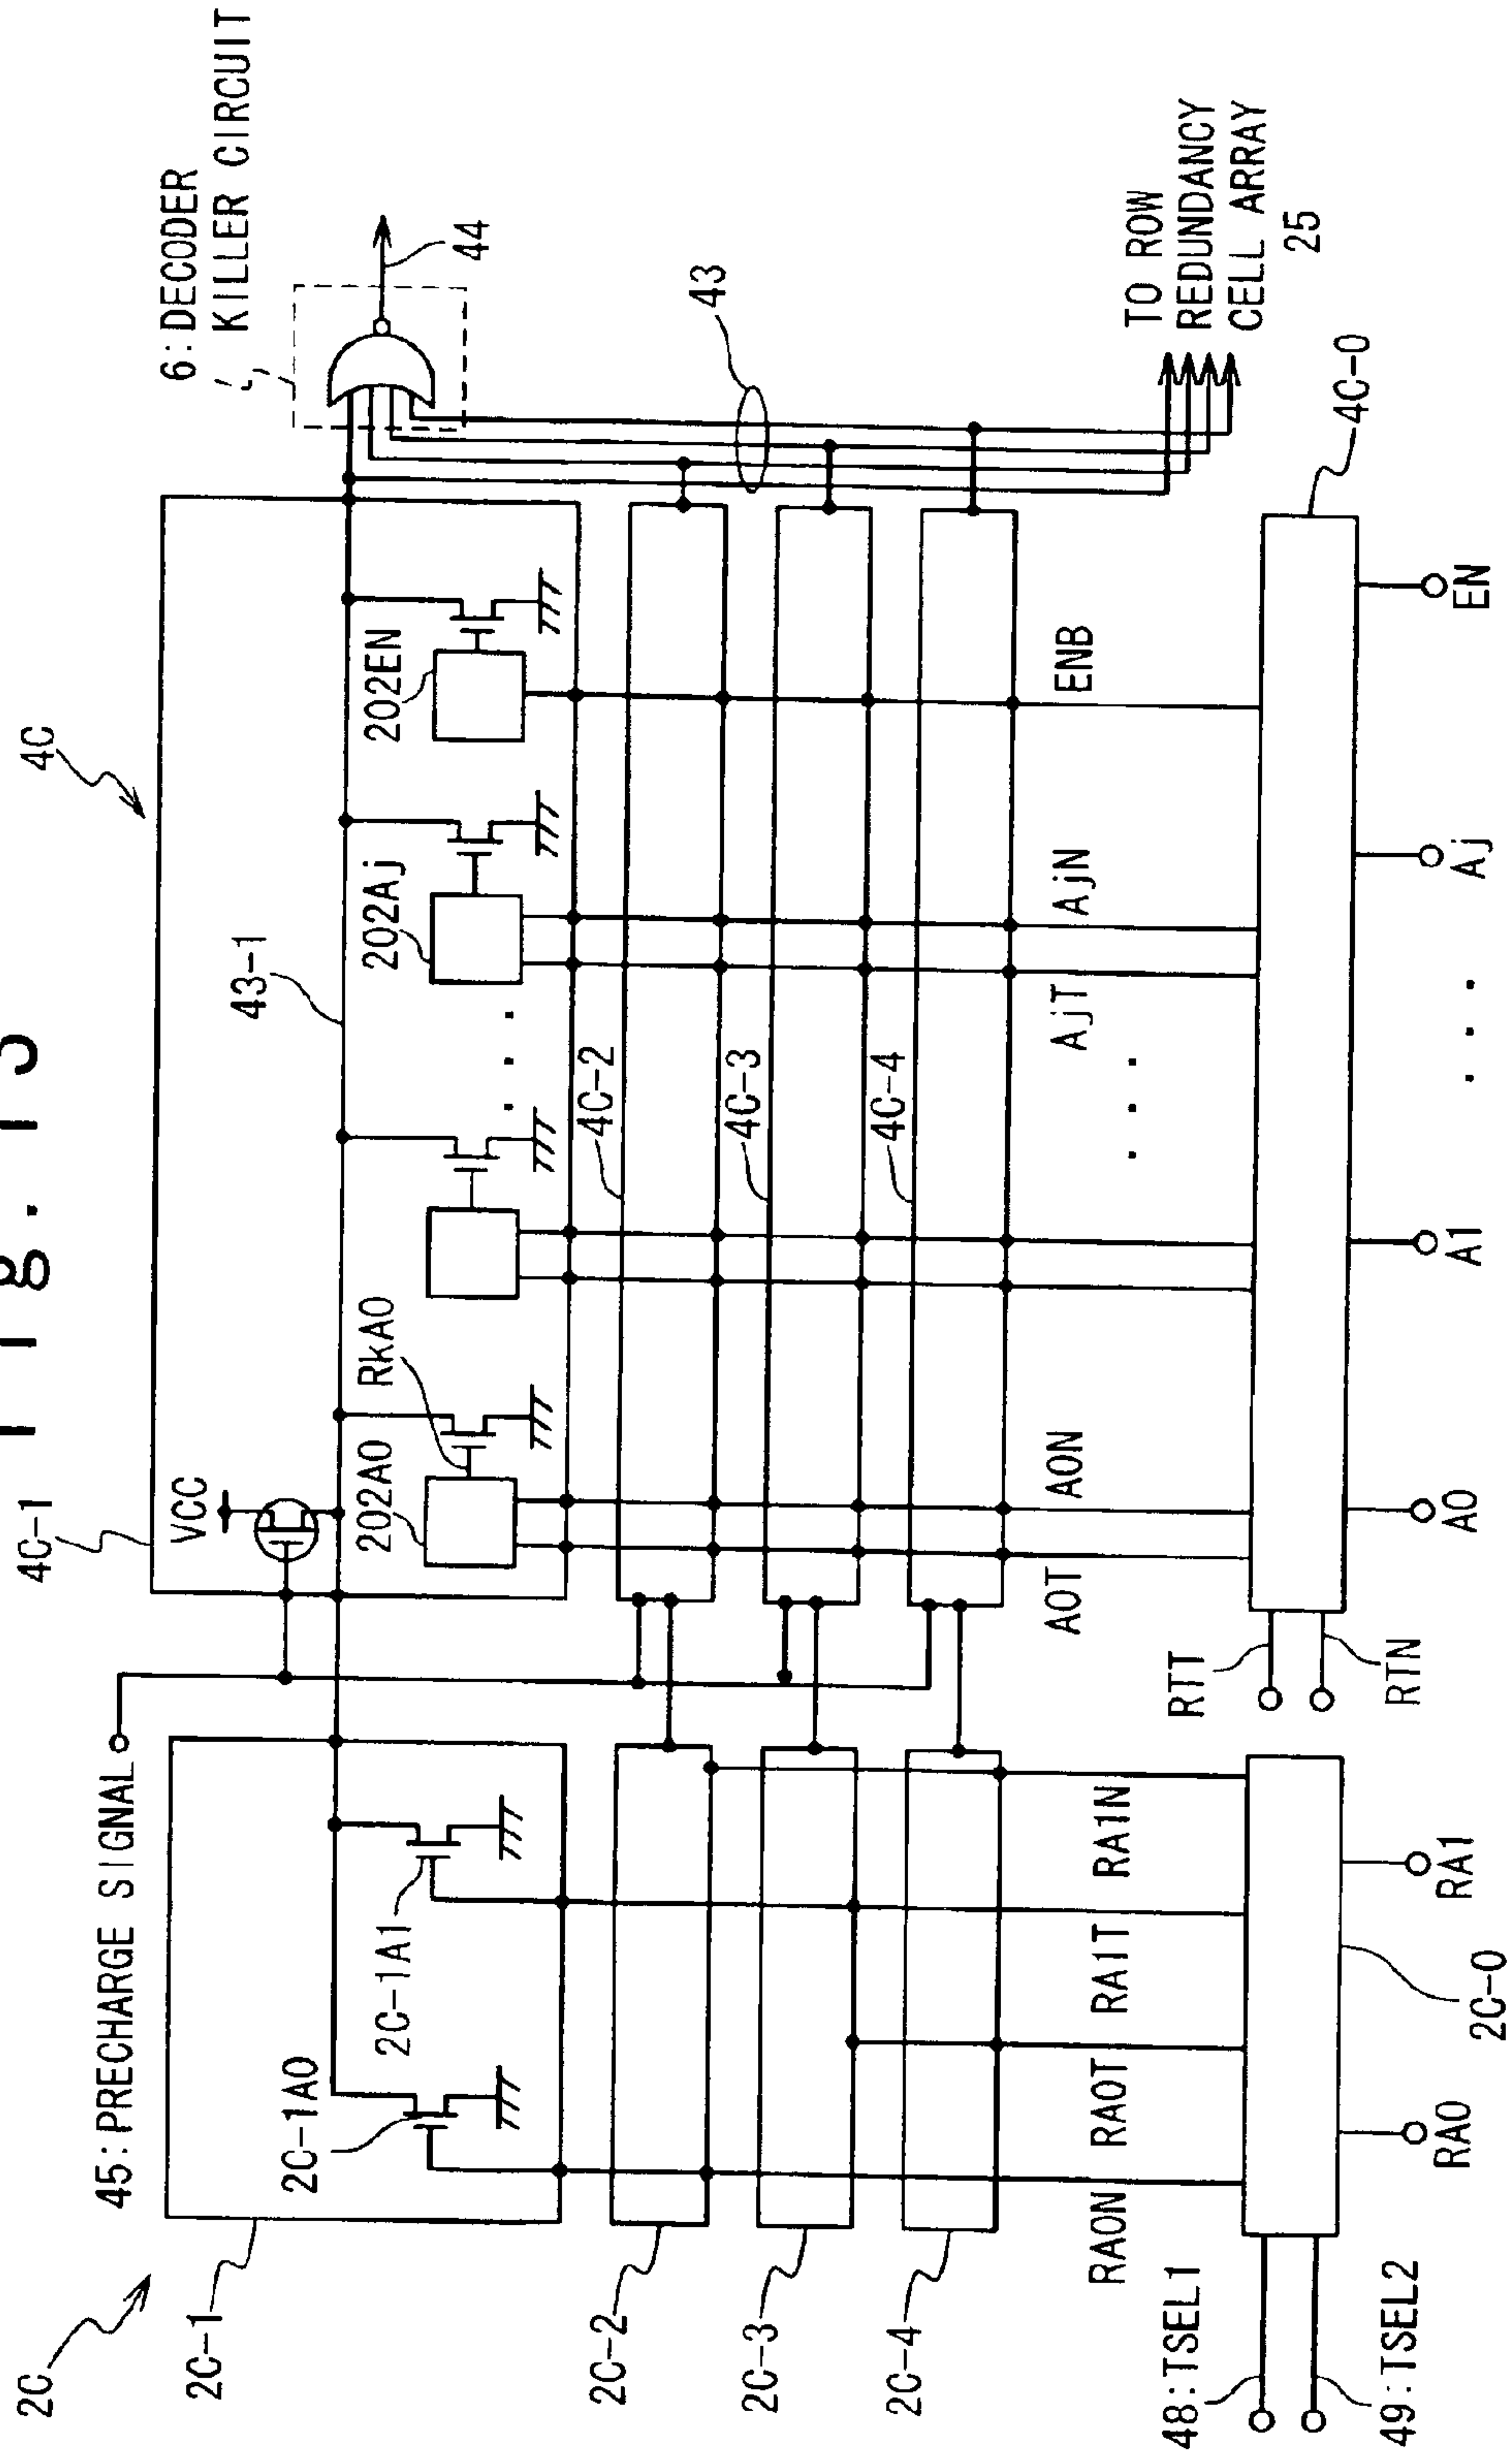 Fig. 13
2C
2C-1
45:PRECHARGE SIGNAL
2C-1A0
2C-1A1
2C-2
2C-3
2C-4
RA0N
RA0T
RA1T
RA1N
48:TSEL1
49:TSEL2
RA0
RA1
2C-0
4C
4C-1
VCC
43-1
202A0
RkA0
202Aj
202EN
4C-2
4C-3
4C-4
A0T
A0N
AjT
AjN
ENB
RTT
RTN
A0
A1
Aj
EN
4C-0
6:DECODER
KILLER CIRCUIT
44
43
TO ROW
REDUNDANCY
CELL ARRAY
25